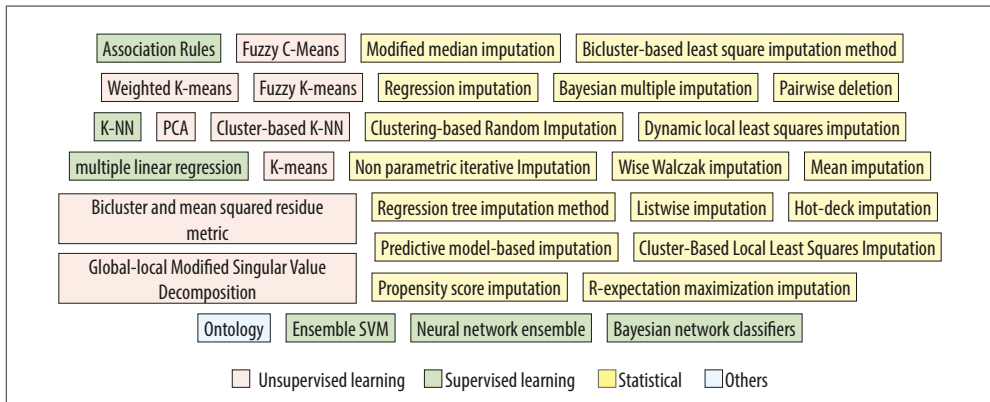 Association Rules Fuzzy C-Means Modified median imputation Bicluster-based least square imputation method
Weighted K-means Fuzzy K-means Regression imputation Bayesian multiple imputation Pairwise deletion
K-NN PCA Cluster-based K-NN Clustering-based Random Imputation Dynamic local least squares imputation
multiple linear regression K-means Non parametric iterative Imputation Wise Walczak imputation Mean imputation
Bicluster and mean squared residue
metric
Regression tree imputation method Listwise imputation Hot-deck imputation
Predictive model-based imputation Cluster-Based Local Least Squares Imputation
Global-local Modified Singular Value
Decomposition
Propensity score imputation R-expectation maximization imputation
Ontology Ensemble SVM Neural network ensemble Bayesian network classifiers
Unsupervised learning Supervised learning Statistical Others